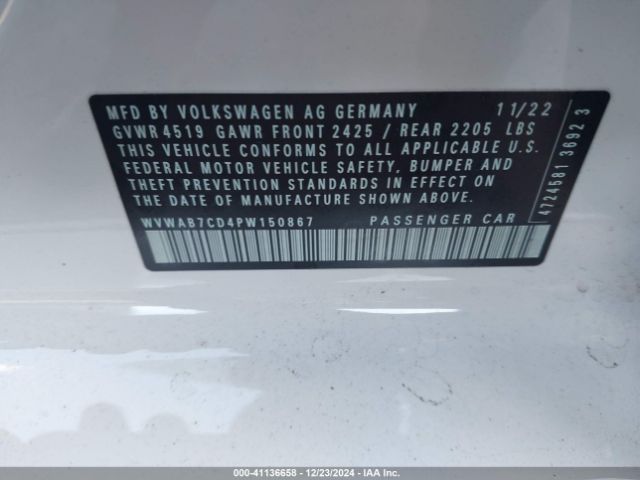 MFD BY VOLKSWAGEN AG GERMANY 11/22
GVWR 4519 GAWR FRONT 2425 / REAR 2205 LBS
THIS VEHICLE CONFORMS TO ALL APPLICABLE U.S.
FEDERAL MOTOR VEHICLE SAFETY, BUMPER AND
THEFT PREVENTION STANDARDS IN EFFECT ON
THE DATE OF MANUFACTURE SHOWN ABOVE.
WVWAB7CD4PW150867 PASSENGER CAR
4724581 3692 3
000-41136658 - 12/23/2024 - IAA